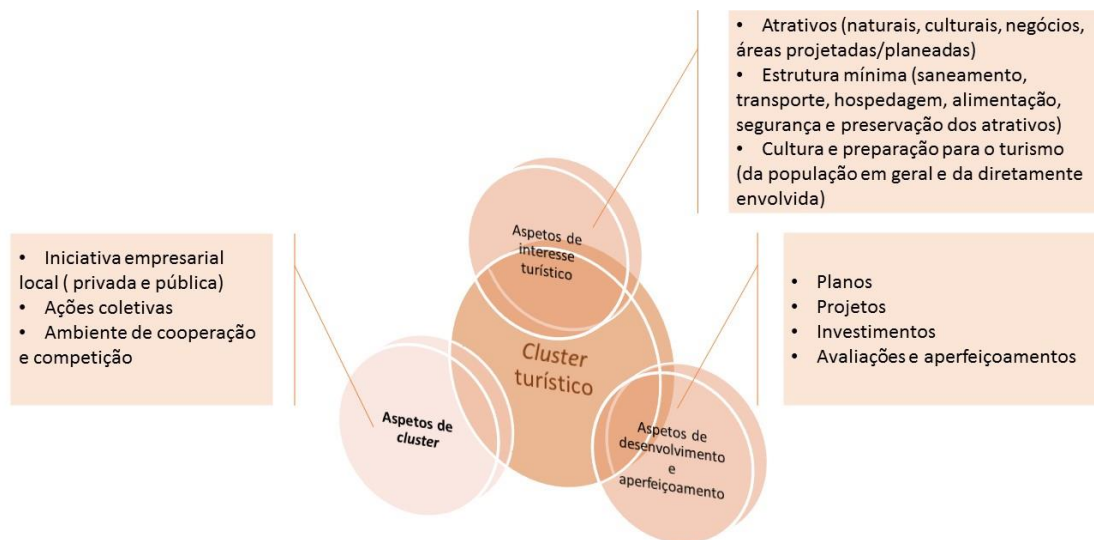 • Atrativos (naturais, culturais, negócios,
áreas projetadas/planeadas)
• Estrutura mínima (saneamento,
transporte, hospedagem, alimentação,
segurança e preservação dos atrativos)
• Cultura e preparação para o turismo
(da população em geral e da diretamente
envolvida)
Aspetos de
interesse
turístico
• Iniciativa empresarial
local ( privada e pública)
• Ações coletivas
• Ambiente de cooperação
e competição
• Planos
• Projetos
• Investimentos
• Avaliações e aperfeiçoamentos
Cluster
turístico
Aspetos de
cluster
Aspetos de
desenvolvimento
e
aperfeiçoamento